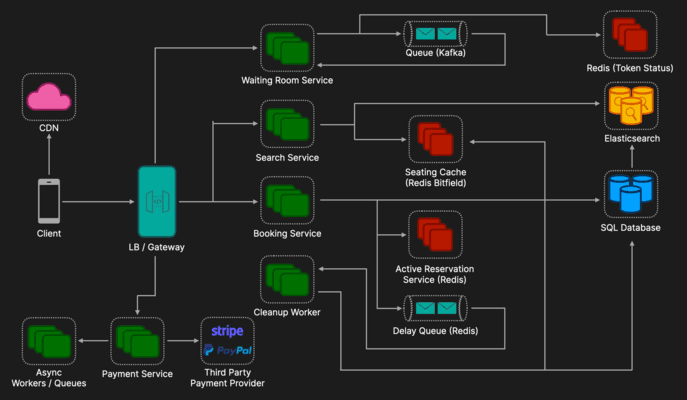 Waiting Room Service
Queue (Kafka)
Redis (Token Status)
CDN
Search Service
Seating Cache
(Redis Bitfield)
Elasticsearch
Client
LB / Gateway
Booking Service
SQL Database
Active Reservation
Service (Redis)
Cleanup Worker
Delay Queue (Redis)
stripe
PayPal
Async
Workers / Queues
Payment Service
Third Party
Payment Provider